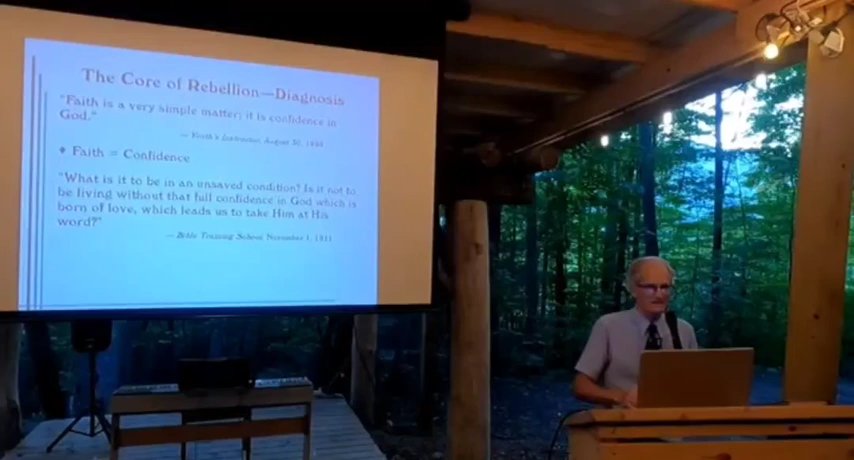 The Core of Rebellion—Diagnosis
"Faith is a very simple matter; it is confidence in
God."
— Youth's Instructor, August 30, 1894
♦ Faith = Confidence
"What is it to be in an unsaved condition? Is it not to
be living without that full confidence in God which is
born of love, which leads us to take Him at His
word?"
— Bible Training School, November 1, 1911